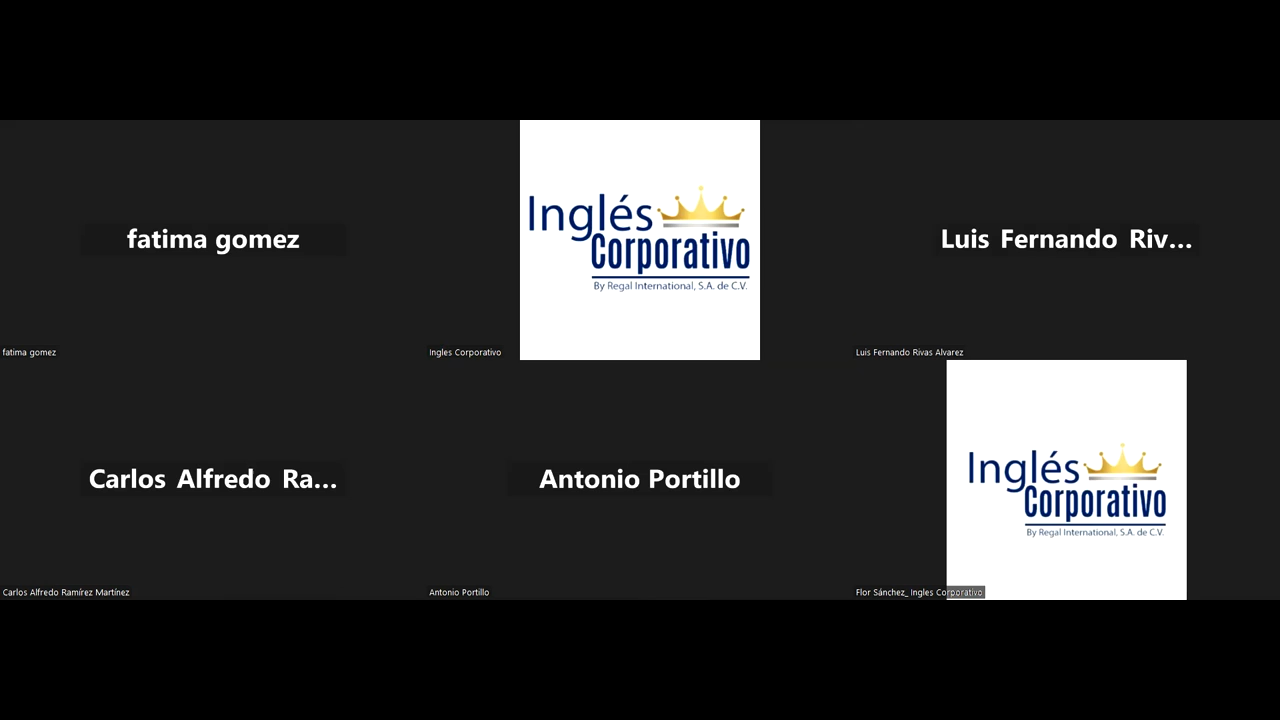 fatima gomez
fatima gomez
Inglés
Corporativo
By Regal International, S.A. de C.V.
Ingles Corporativo
Luis Fernando Riv...
Luis Fernando Rivas Alvarez
Carlos Alfredo Ra...
Carlos Alfredo Ramírez Martínez
Antonio Portillo
Antonio Portillo
Inglés
Corporativo
By Regal International, S.A. de C.V.
Flor Sánchez_ Ingles Corporativo